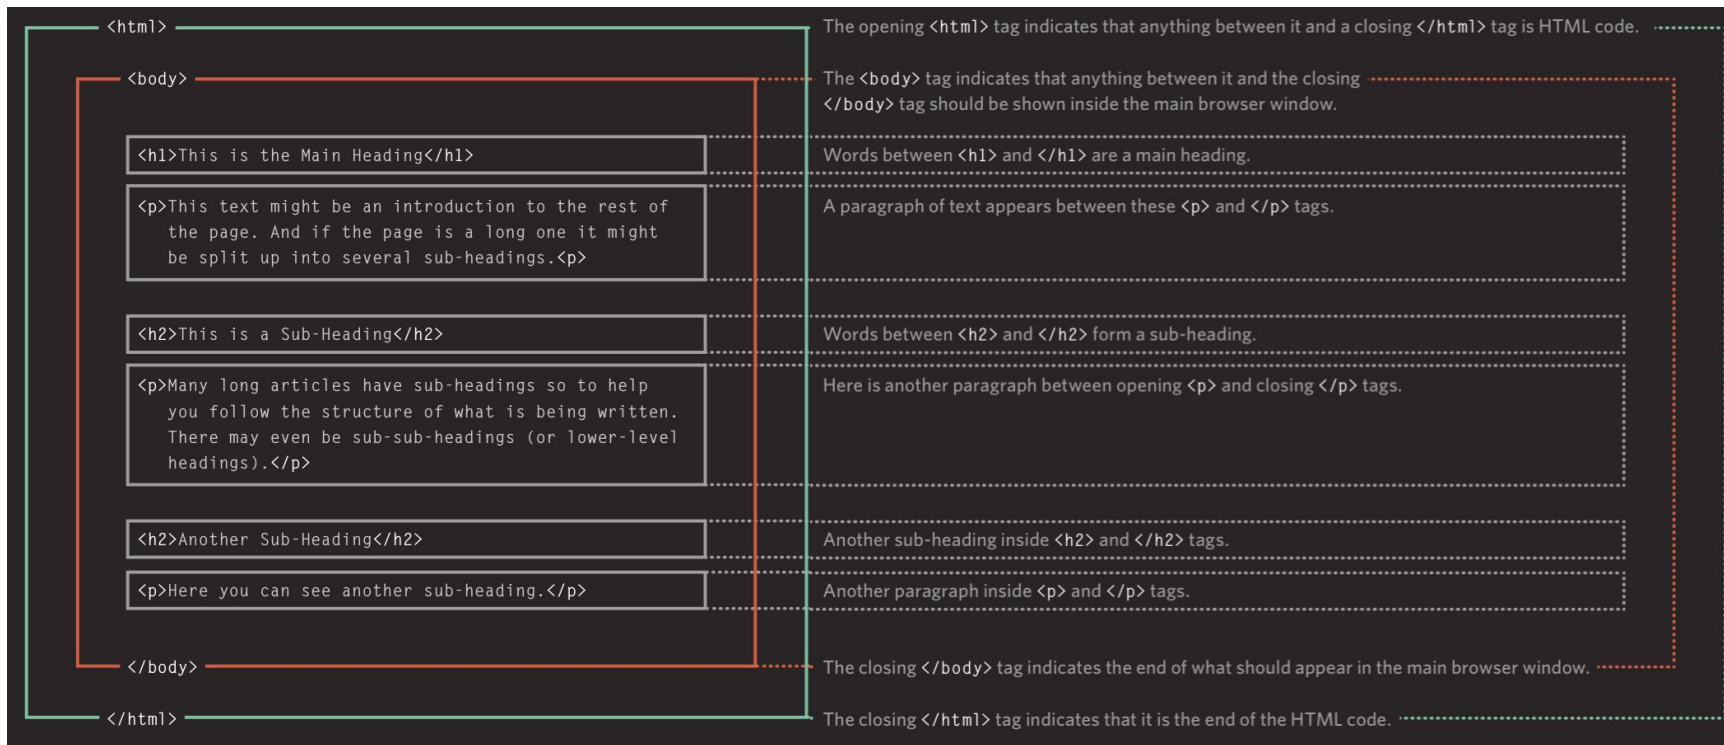 <html>
The opening <html> tag indicates that anything between it and a closing </html> tag is HTML code.
<body>
The <body> tag indicates that anything between it and the closing
</body> tag should be shown inside the main browser window.
<h1>This is the Main Heading</h1>
Words between <h1> and </h1> are a main heading.
<p>This text might be an introduction to the rest of
the page. And if the page is a long one it might
be split up into several sub-headings.<p>
A paragraph of text appears between these <p> and </p> tags.
<h2>This is a Sub-Heading</h2>
Words between <h2> and </h2> form a sub-heading.
<p>Many long articles have sub-headings so to help
you follow the structure of what is being written.
There may even be sub-sub-headings (or lower-level
headings).</p>
Here is another paragraph between opening <p> and closing </p> tags.
<h2>Another Sub-Heading</h2>
Another sub-heading inside <h2> and </h2> tags.
<p>Here you can see another sub-heading.</p>
Another paragraph inside <p> and </p> tags.
</body>
The closing </body> tag indicates the end of what should appear in the main browser window.
</html>
The closing </html> tag indicates that it is the end of the HTML code.